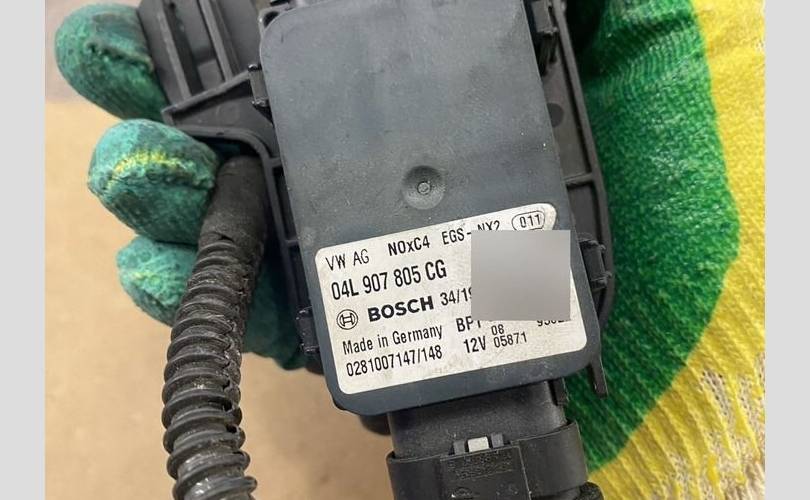 VW AG NOxC4 EGS-NX2 011
04L 907 805 CG
BOSCH 34/19
Made in Germany BPT
08
0281007147/148 12V 05871